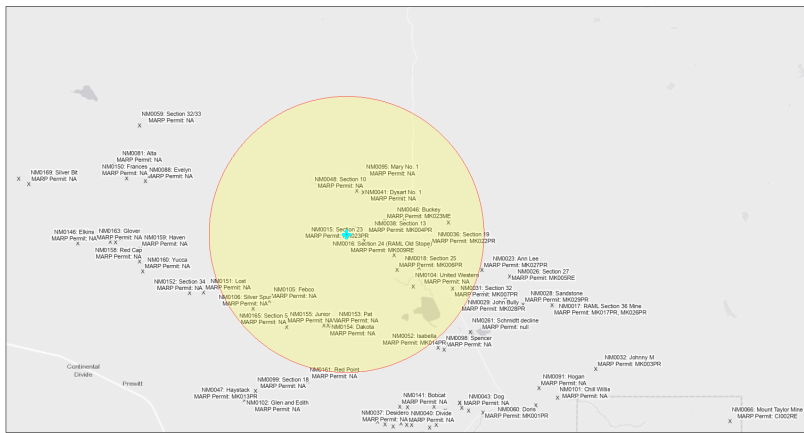 NM0059: Section 32/33
MARP Permit: NA
NM0081: Alta
MARP Permit: NA
NM0150: Frances
MARP Permit: NA
NM0088: Evelyn
MARP Permit: NA
NM0169: Silver Bit
MARP Permit: NA
NM0095: Mary No. 1
MARP Permit: NA
NM0048: Section 10
MARP Permit: NA
NM0041: Dysart No. 1
MARP Permit: NA
NM0046: Buckey
MARP Permit: MK023ME
NM0038: Section 13
MARP Permit: MK004PR
NM0015: Section 23
MARP Permit: MK023PR
NM0036: Section 19
MARP Permit: MK022PR
NM0016: Section 24 (RAML Old Stope)
MARP Permit: MK009RE
NM0146: Elkins
MARP Permit: NA
NM0163: Glover
MARP Permit: NA
NM0159: Haven
MARP Permit: NA
NM0158: Red Cap
MARP Permit: NA
NM0160: Yucca
MARP Permit: NA
NM0018: Section 25
MARP Permit: MK006PR
NM0023: Ann Lee
MARP Permit: MK027PR
NM0026: Section 27
MARP Permit: MK005RE
NM0104: United Western
MARP Permit: NA
NM0152: Section 34
MARP Permit: NA
NM0151: Lost
MARP Permit: NA
NM0105: Febco
MARP Permit: NA
NM0106: Silver Spur
MARP Permit: NA
NM0031: Section 32
MARP Permit: MK007PR
NM0028: Sandstone
MARP Permit: MK029PR
NM0029: John Bully
MARP Permit: MK028PR
NM0017: RAML Section 36 Mine
MARP Permit: MK017PR, MK026PR
NM0165: Section 5
MARP Permit: NA
NM0155: Junior
MARP Permit: NA
NM0153: Pat
MARP Permit: NA
NM0154: Dakota
MARP Permit: NA
NM0261: Schmidt decline
MARP Permit: null
NM0052: Isabella
MARP Permit: MK014PR
NM0098: Spencer
MARP Permit: NA
NM0032: Johnny M
MARP Permit: MK003PR
Continental
Divide
Prewitt
NM0161: Red Point
MARP Permit: NA
NM0099: Section 18
MARP Permit: NA
NM0047: Haystack
MARP Permit: MK013PR
NM0102: Glen and Edith
MARP Permit: NA
NM0091: Hogan
MARP Permit: NA
NM0101: Chill Willis
MARP Permit: NA
NM0141: Bobcat
MARP Permit: NA
NM0043: Dog
MARP Permit: NA
NM0060: Doris
MARP Permit: MK001PR
NM0037: Desidero
MARP Permit: NA
NM0040: Divide
MARP Permit: NA
NM0066: Mount Taylor Mine
MARP Permit: CI002RE